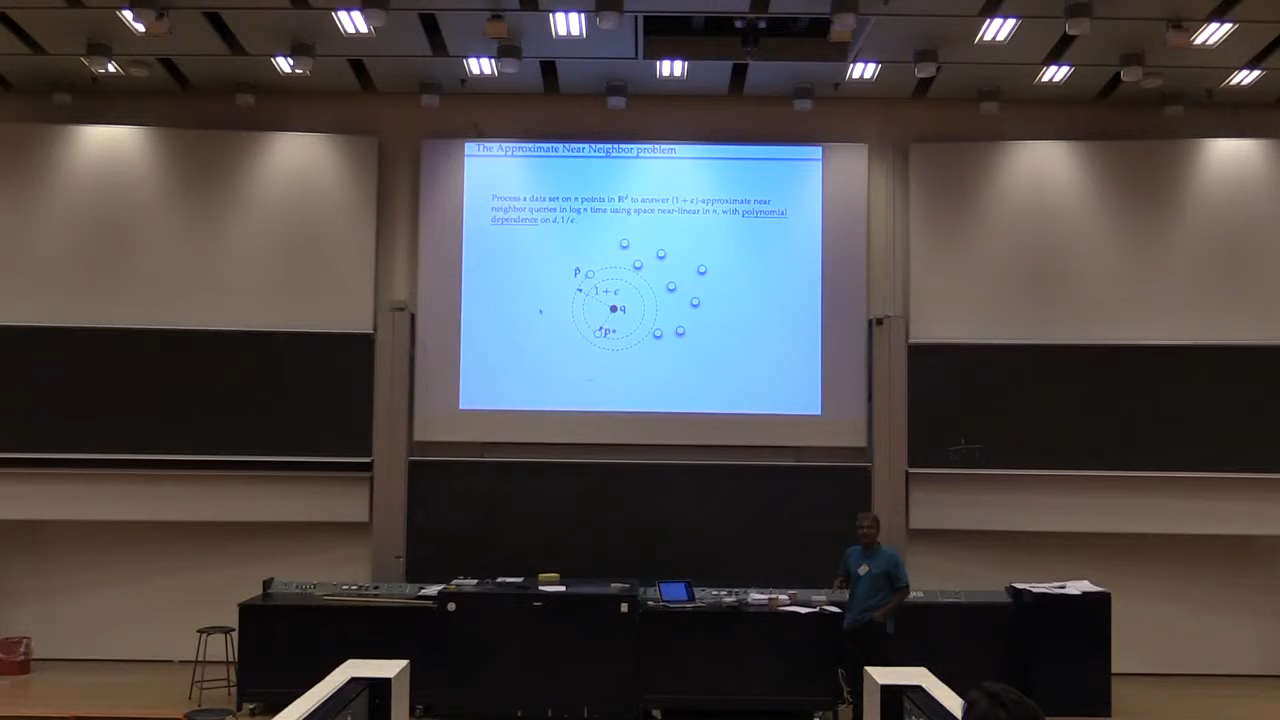 The Approximate Near Neighbor problem
Process a data set on n points in ℝᵈ to answer (1 + ϵ)-approximate near
neighbor queries in log n time using space near-linear in n, with polynomial
dependence on d, 1/ϵ.
p̃
1 + ϵ
q
p*